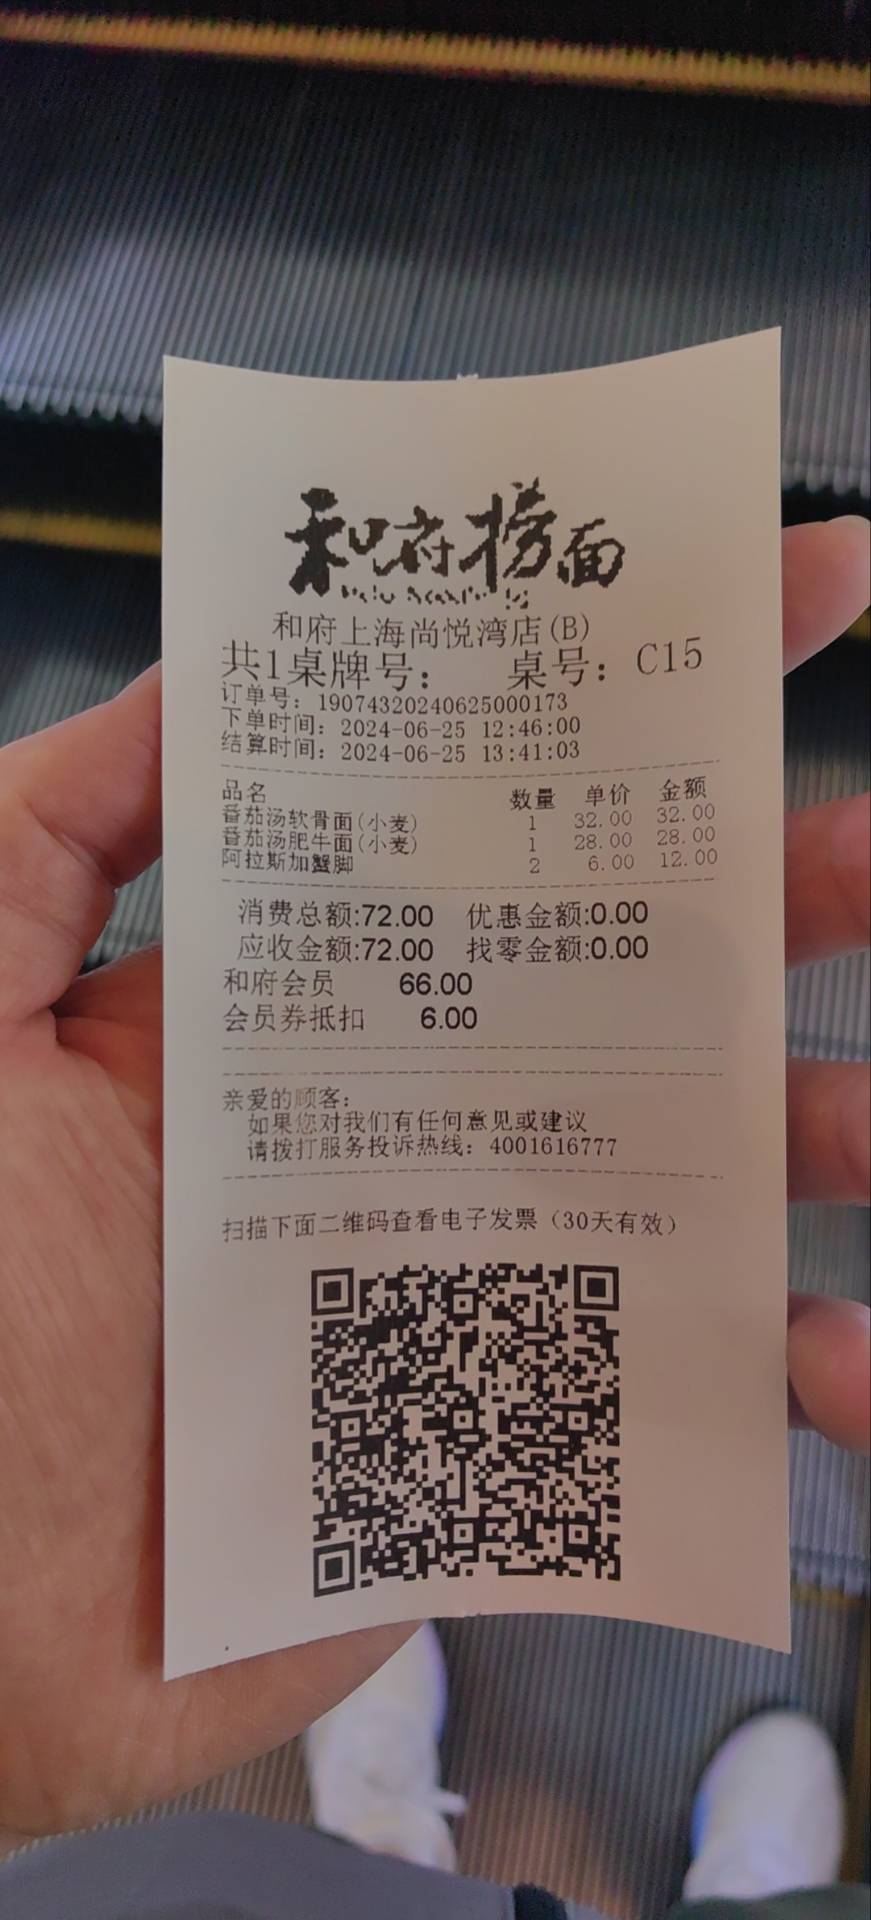 和府捞面
和府上海尚悦湾店(B)
共1桌牌号： 桌号：C15
订单号：19074320240625000173
下单时间：2024-06-25 12:46:00
结算时间：2024-06-25 13:41:03
品名 数量 单价 金额
番茄汤软骨面(小麦) 1 32.00 32.00
番茄汤肥牛面(小麦) 1 28.00 28.00
阿拉斯加蟹脚 2 6.00 12.00
消费总额:72.00 优惠金额:0.00
应收金额:72.00 找零金额:0.00
和府会员 66.00
会员券抵扣 6.00
亲爱的顾客：
如果您对我们有任何意见或建议
请拨打服务投诉热线：4001616777
扫描下面二维码查看电子发票（30天有效）